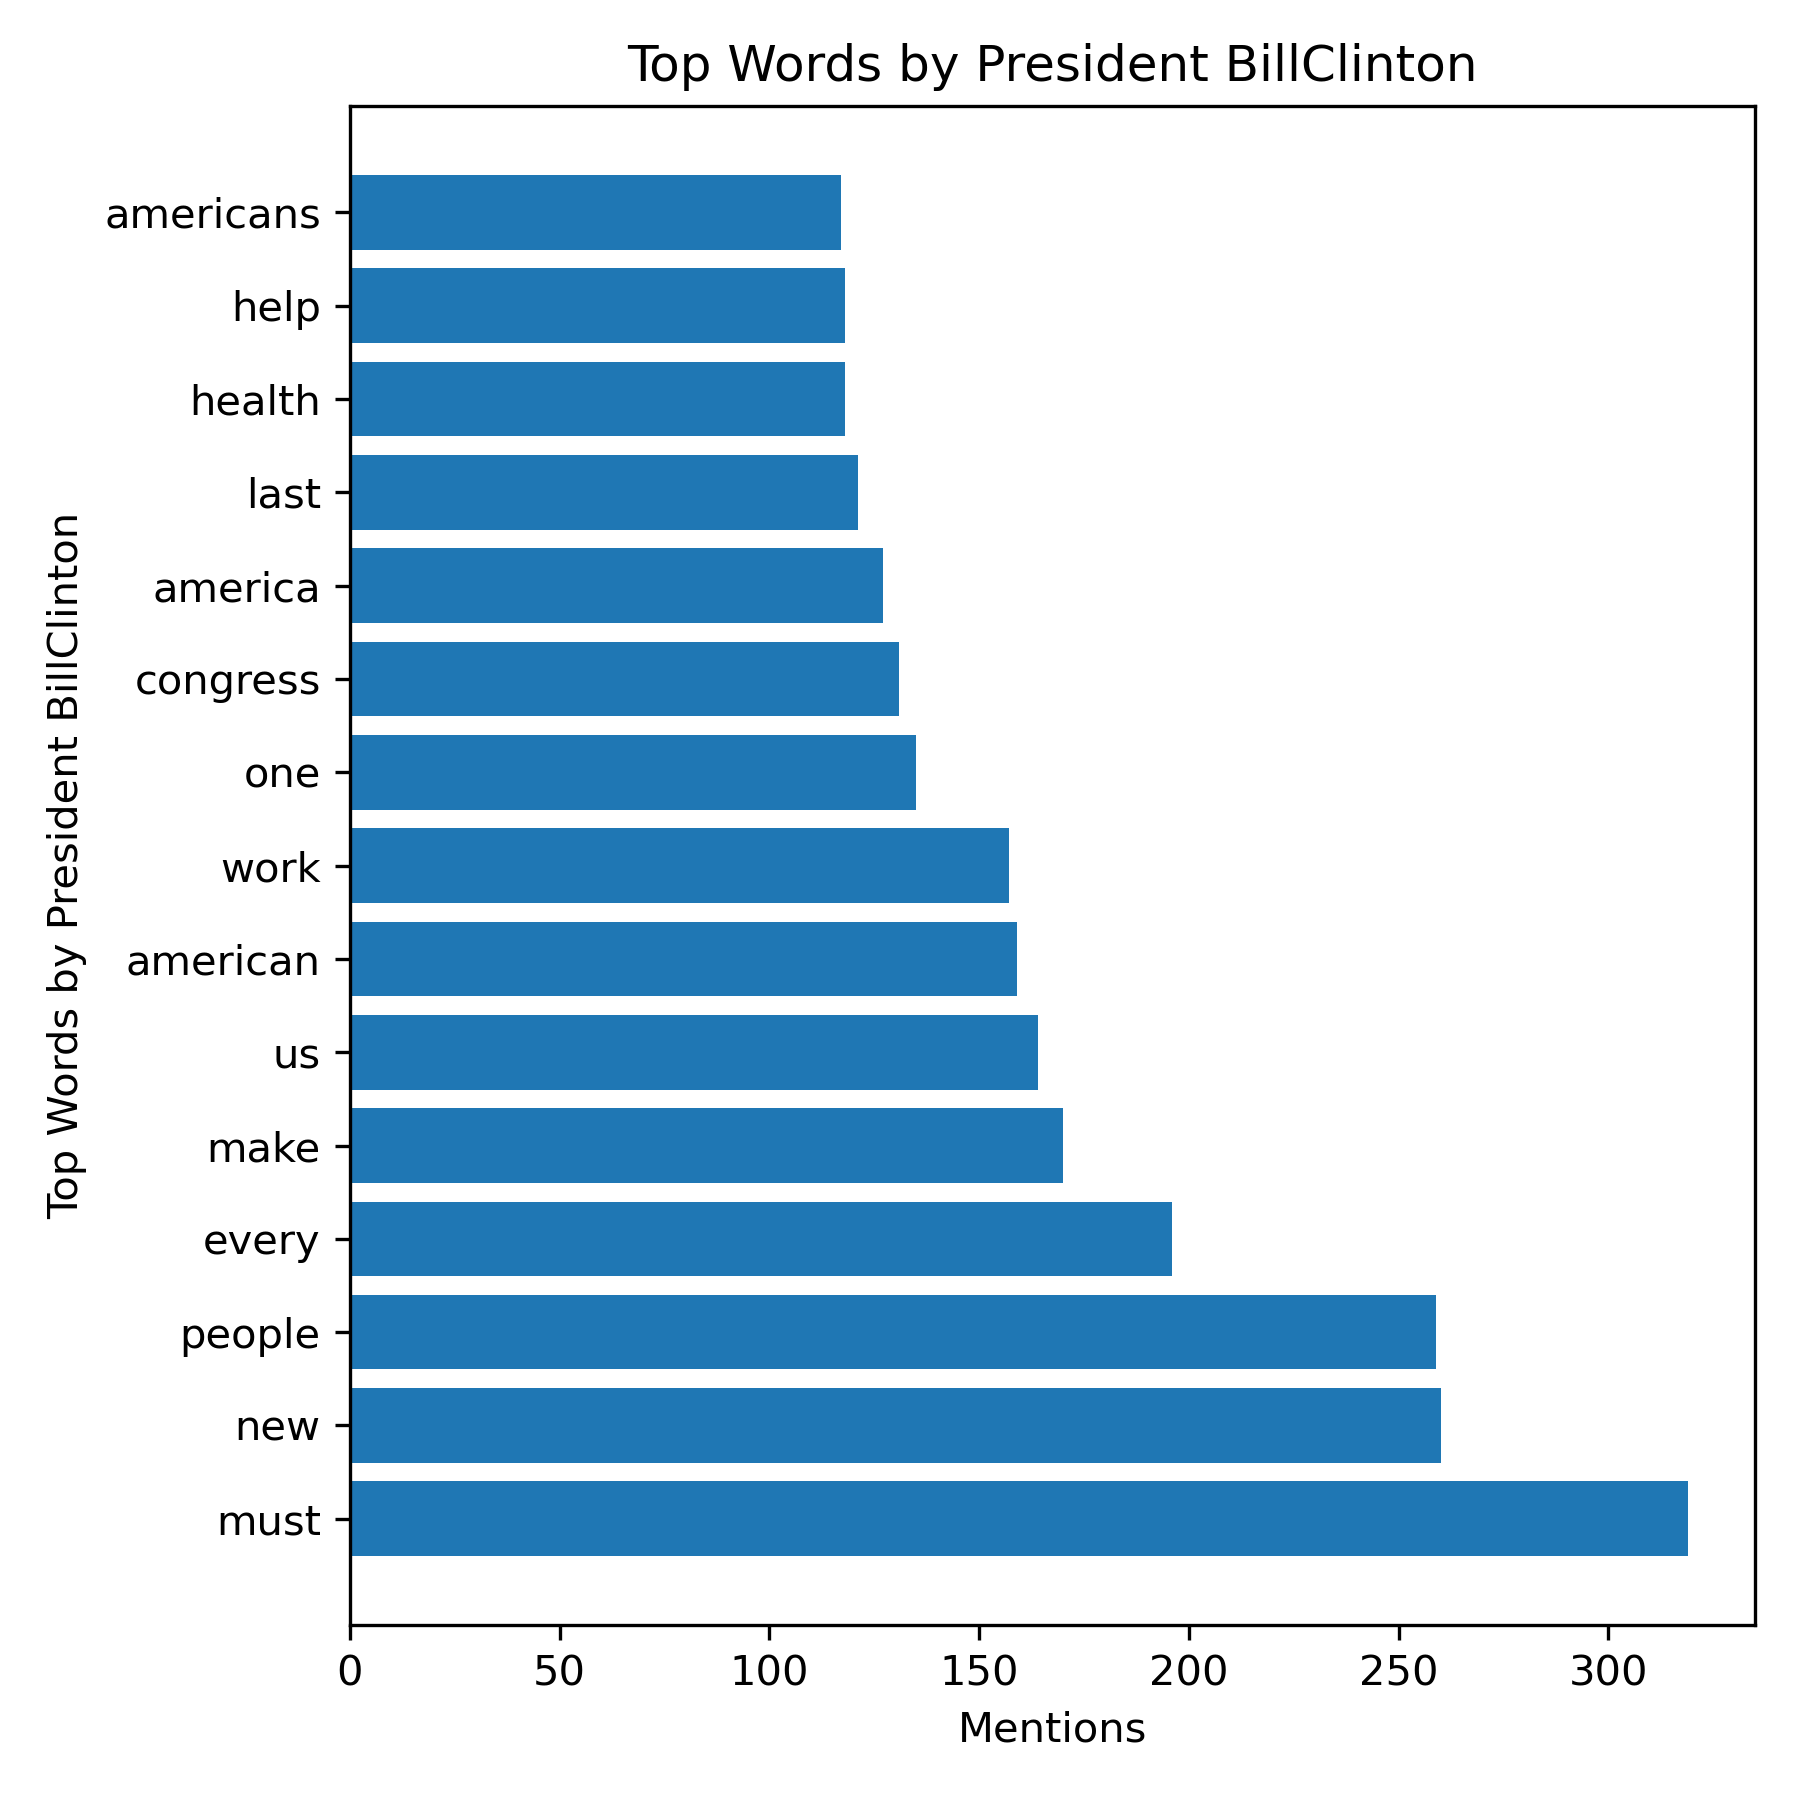 Top Words by President BillClinton
americans
help
health
last
america
congress
one
work
american
us
make
every
people
new
must
Top Words by President BillClinton
0 50 100 150 200 250 300
Mentions